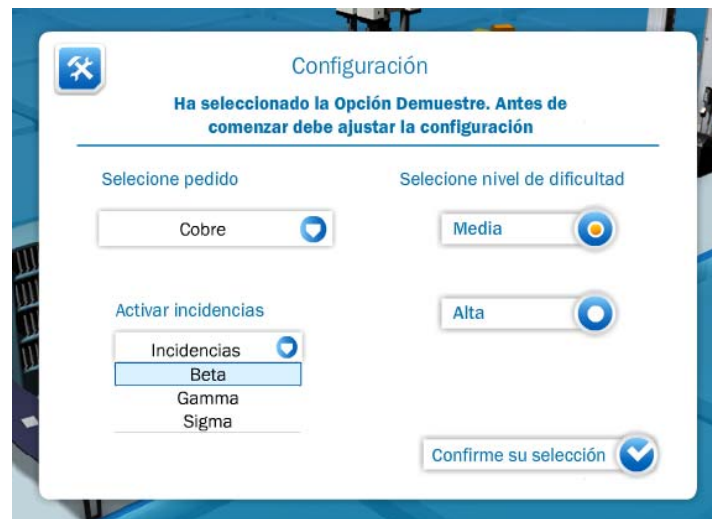 Configuración
Ha seleccionado la Opción Demuestre. Antes de
comenzar debe ajustar la configuración
Selecione pedido
Cobre
Selecione nivel de dificultad
Media
Alta
Activar incidencias
Incidencias
Beta
Gamma
Sigma
Confirme su selección